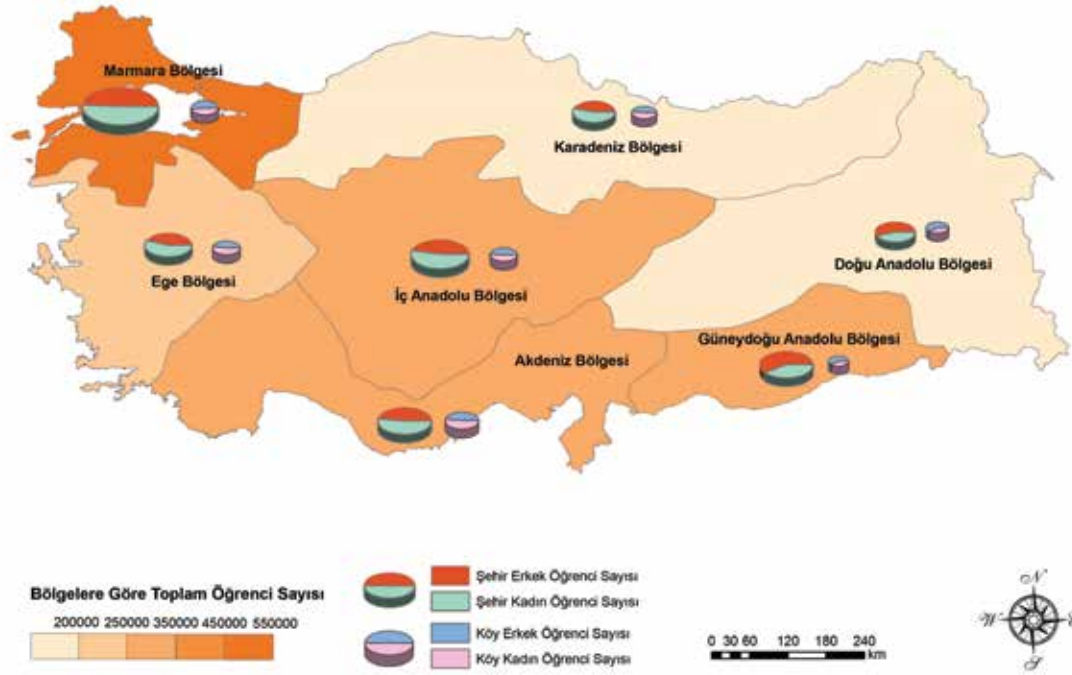 Marmara Bölgesi
Karadeniz Bölgesi
Ege Bölgesi
İç Anadolu Bölgesi
Doğu Anadolu Bölgesi
Güneydoğu Anadolu Bölgesi
Akdeniz Bölgesi
Bölgelere Göre Toplam Öğrenci Sayısı
200000 250000 350000 450000 550000
Şehir Erkek Öğrenci Sayısı
Şehir Kadın Öğrenci Sayısı
Köy Erkek Öğrenci Sayısı
Köy Kadın Öğrenci Sayısı
0 30 60 120 180 240
km
N
W E
S